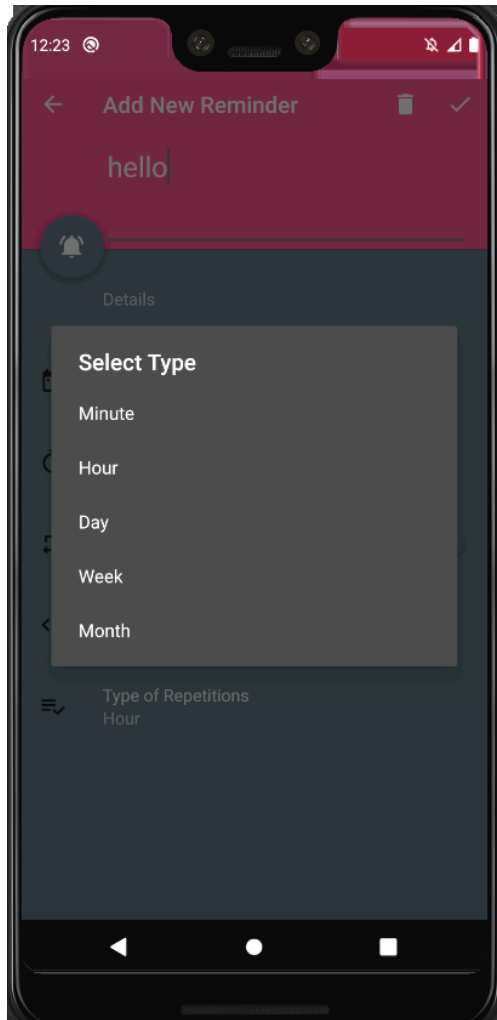 12:23
Add New Reminder
hello
Details
Select Type
Minute
Hour
Day
Week
Month
Type of Repetitions
Hour